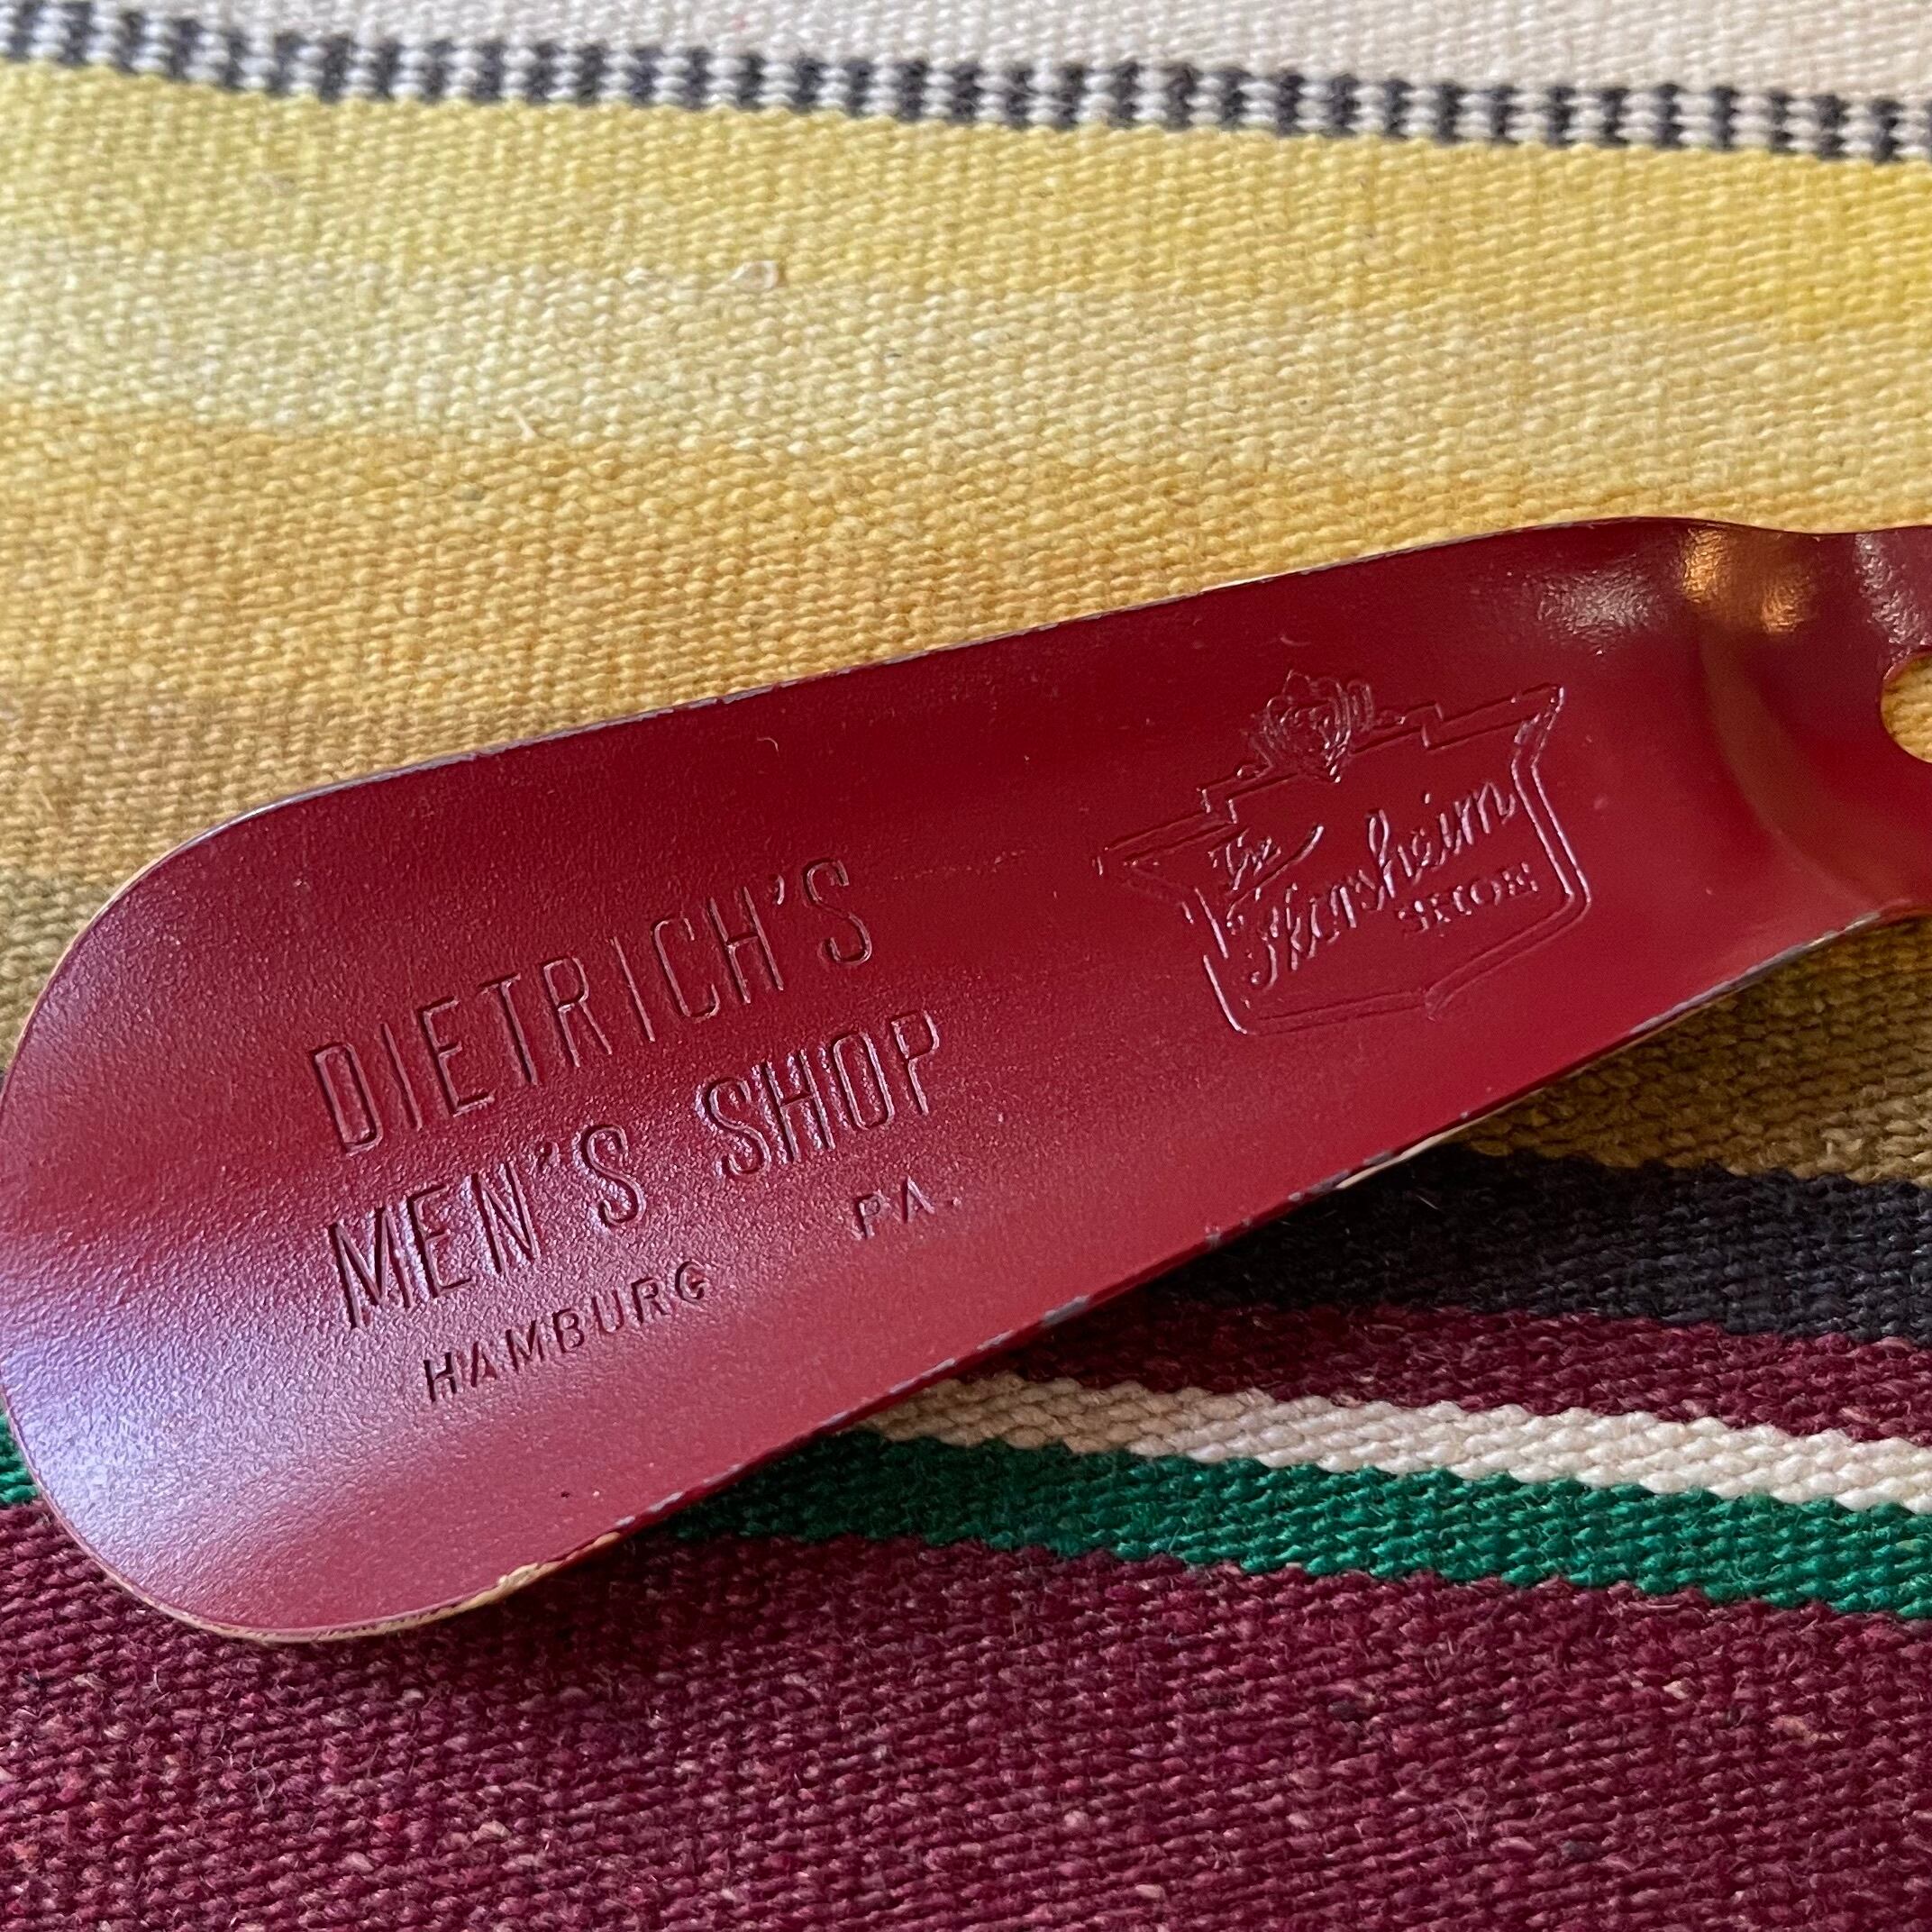 DIETRICH'S
MEN'S SHOP
HAMBURG PA.
The
Florsheim
SHOE